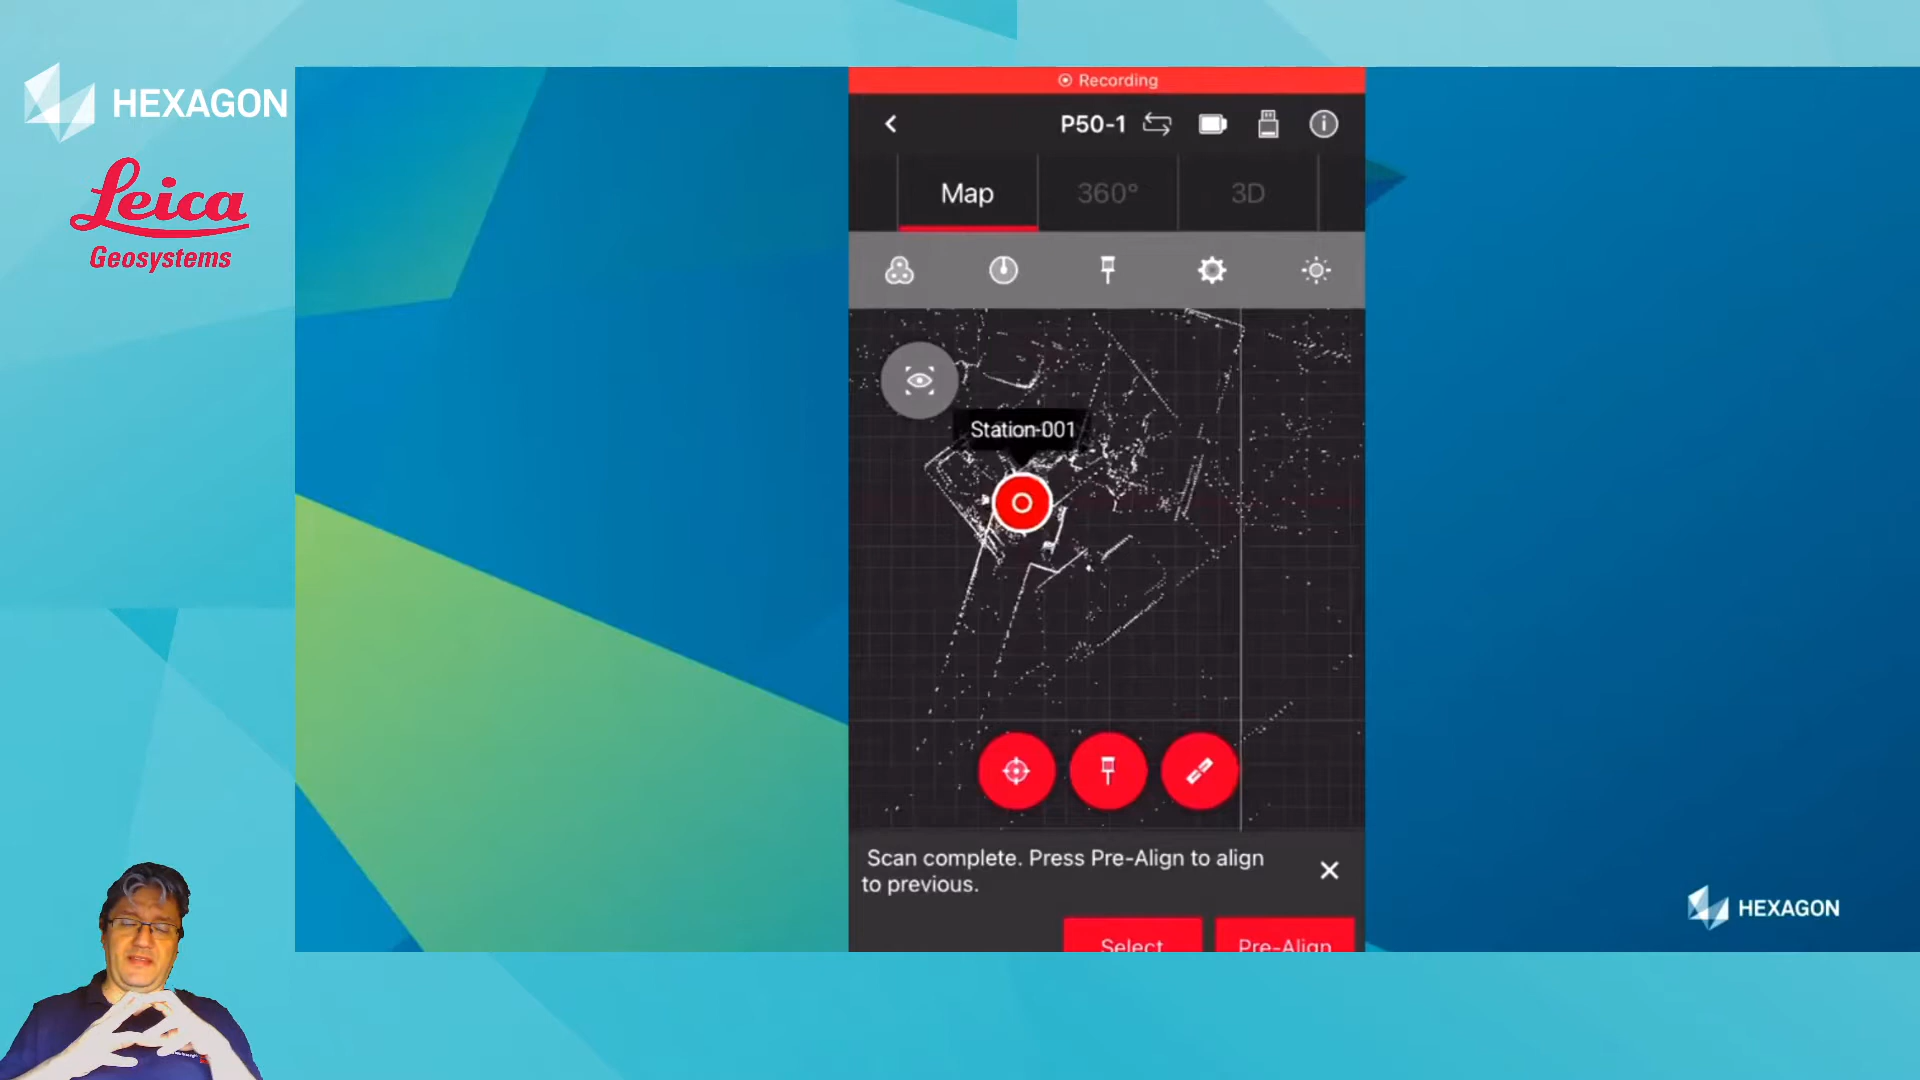 HEXAGON
Leica
Geosystems
Recording
P50-1
Map
360°
3D
Station-001
Scan complete. Press Pre-Align to align
to previous.
Select
Pre-Align
HEXAGON